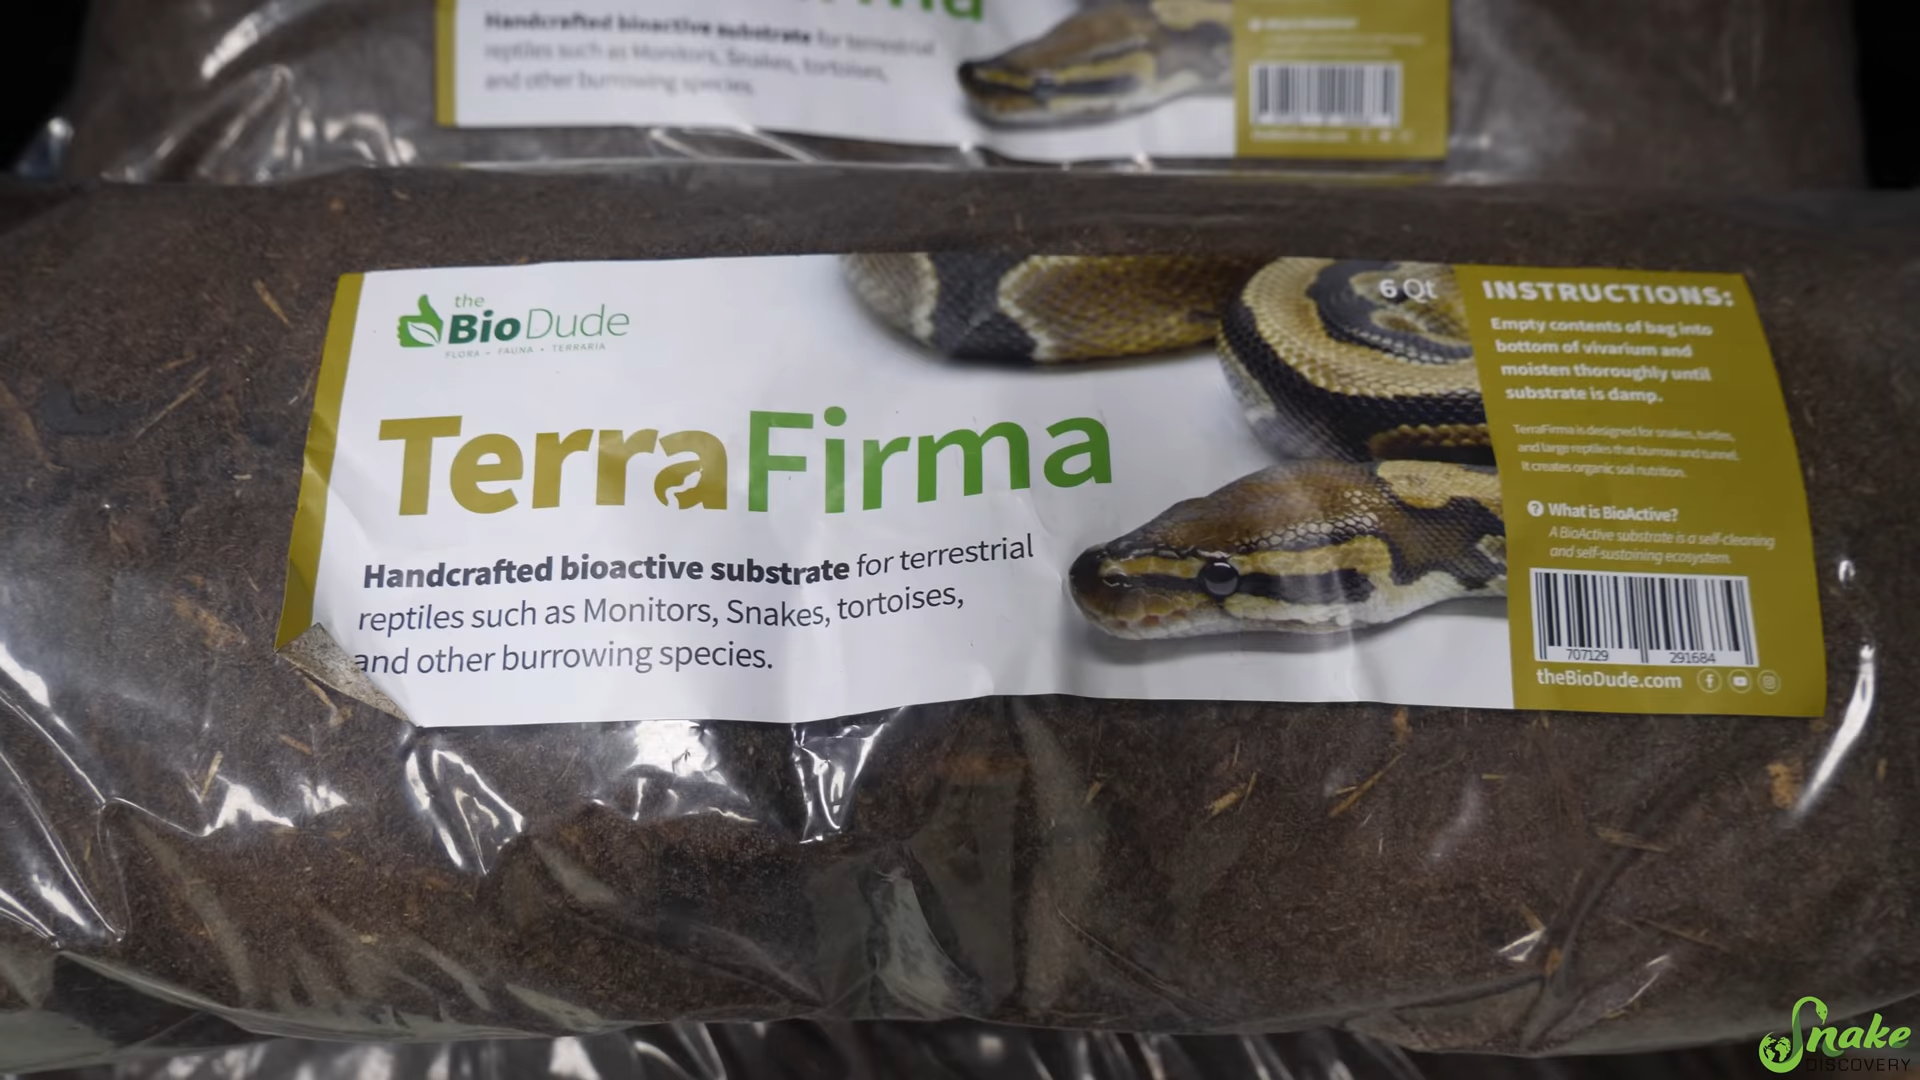 Handcrafted bioactive substrate for terrestrial
reptiles such as Monitors, Snakes, tortoises,
and other burrowing species.
the
BioDude
FLORA • FAUNA • TERRARIA
TerraFirma
Handcrafted bioactive substrate for terrestrial
reptiles such as Monitors, Snakes, tortoises,
and other burrowing species.
6 Qt
INSTRUCTIONS:
Empty contents of bag into
bottom of vivarium and
moisten thoroughly until
substrate is damp.
TerraFirma is designed for snakes, turtles,
and large reptiles that burrow and tunnel.
It creates organic soil nutrition.
? What is BioActive?
A BioActive substrate is a self-cleaning
and self-sustaining ecosystem.
707129 291684
theBioDude.com
Snake
DISCOVERY